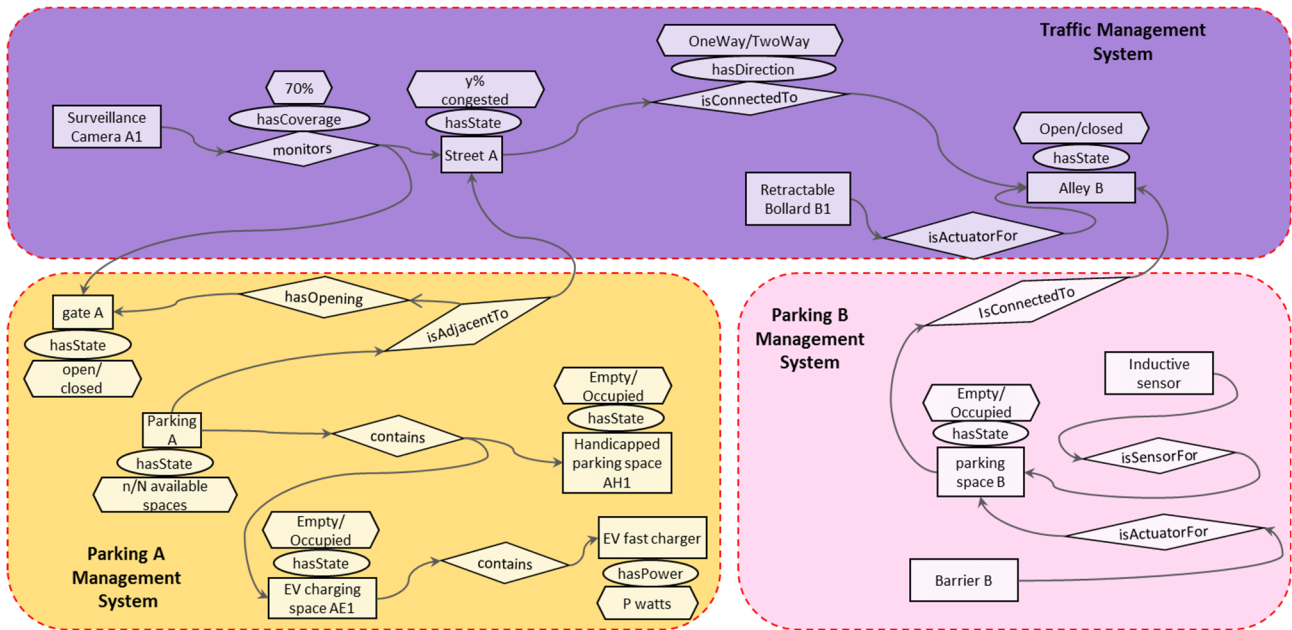 Traffic Management
System
OneWay/TwoWay
hasDirection
isConnectedTo
70%
hasCoverage
monitors
y%
congested
hasState
Street A
Surveillance
Camera A1
Open/closed
hasState
Alley B
Retractable
Bollard B1
isActuatorFor
gate A
hasState
open/
closed
hasOpening
isAdjacentTo
Parking
A
hasState
n/N available
spaces
contains
Empty/
Occupied
hasState
Handicapped
parking space
AH1
Empty/
Occupied
hasState
EV charging
space AE1
contains
EV fast charger
hasPower
P watts
Parking A
Management
System
Parking B
Management
System
IsConnectedTo
Inductive
sensor
Empty/
Occupied
hasState
parking
space B
isSensorFor
isActuatorFor
Barrier B